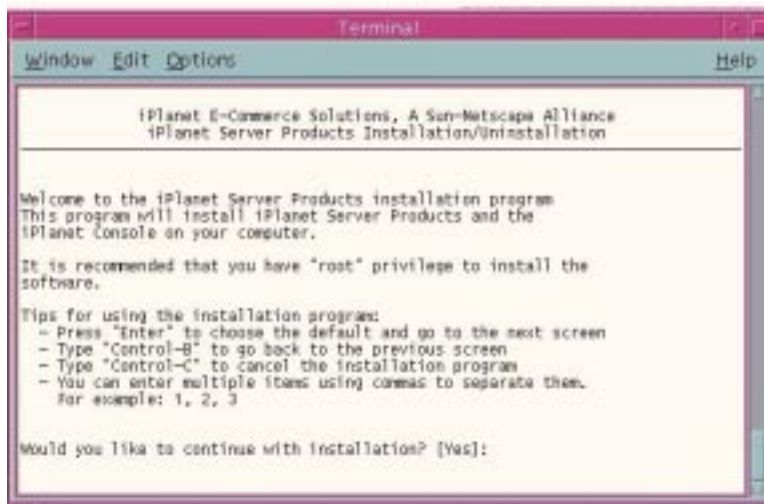 Terminal
Window Edit Options Help
iPlanet E-Commerce Solutions, A Sun-Netscape Alliance
iPlanet Server Products Installation/Uninstallation
Welcome to the iPlanet Server Products installation program
This program will install iPlanet Server Products and the
iPlanet Console on your computer.
It is recommended that you have "root" privilege to install the
software.
Tips for using the installation program:
- Press "Enter" to choose the default and go to the next screen
- Type "Control-B" to go back to the previous screen
- Type "Control-C" to cancel the installation program
- You can enter multiple items using commas to separate them.
For example: 1, 2, 3
Would you like to continue with installation? [Yes]: